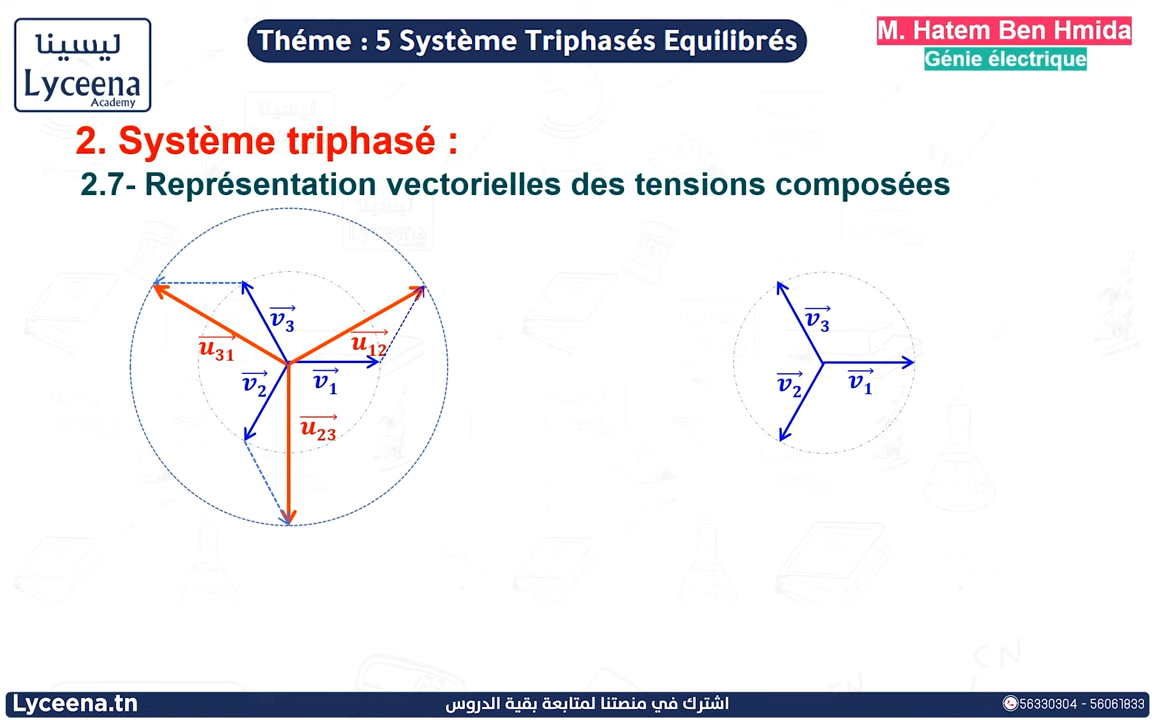 ليسينا
Lyceena
Academy
Théme : 5 Système Triphasés Equilibrés
M. Hatem Ben Hmida
Génie électrique
2. Système triphasé :
2.7- Représentation vectorielles des tensions composées
v3
u31
u12
v2
v1
u23
v3
v2
v1
Lyceena.tn
اشترك في منصتنا لمتابعة بقية الدروس
56330304 - 56061833